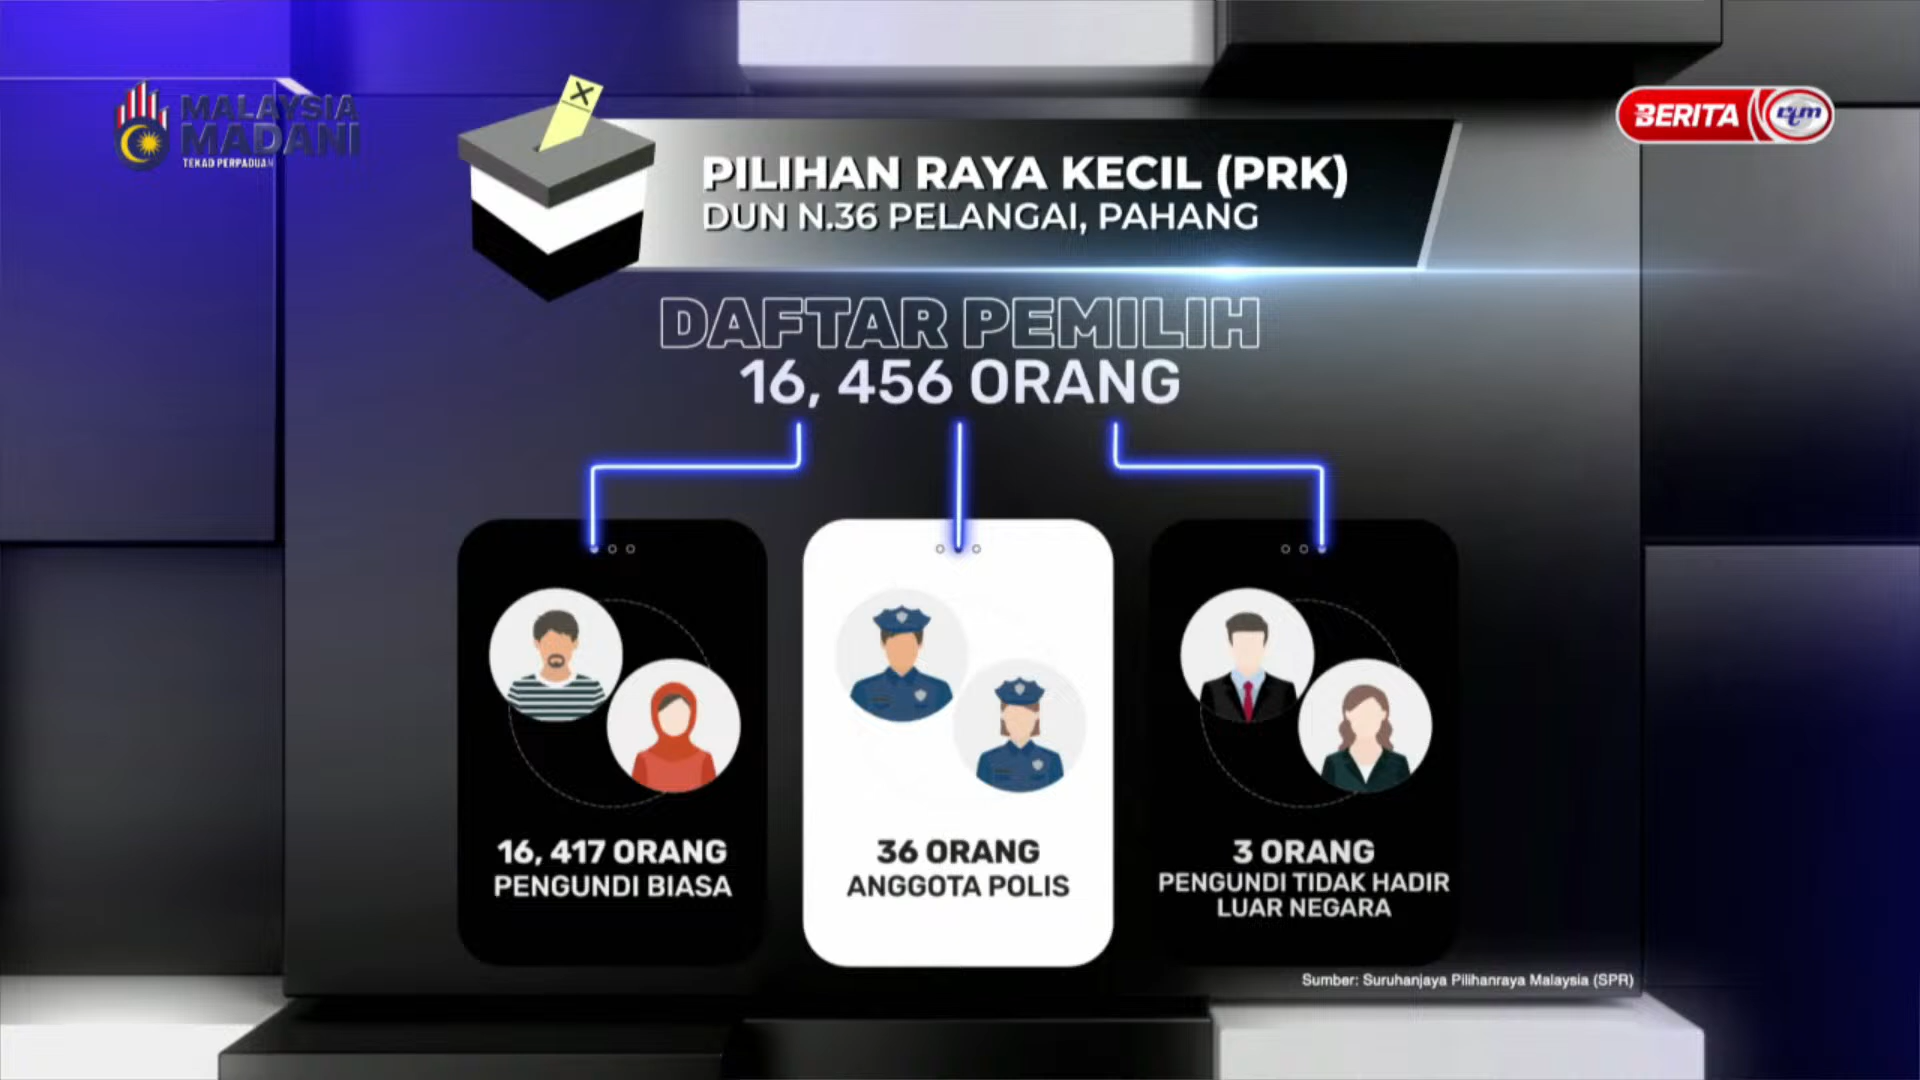 MALAYSIA
MADANI
TEKAD PERPADUAN
BERITA rtm
PILIHAN RAYA KECIL (PRK)
DUN N.36 PELANGAI, PAHANG
DAFTAR PEMILIH
16, 456 ORANG
16, 417 ORANG
PENGUNDI BIASA
36 ORANG
ANGGOTA POLIS
3 ORANG
PENGUNDI TIDAK HADIR
LUAR NEGARA
Sumber: Suruhanjaya Pilihanraya Malaysia (SPR)